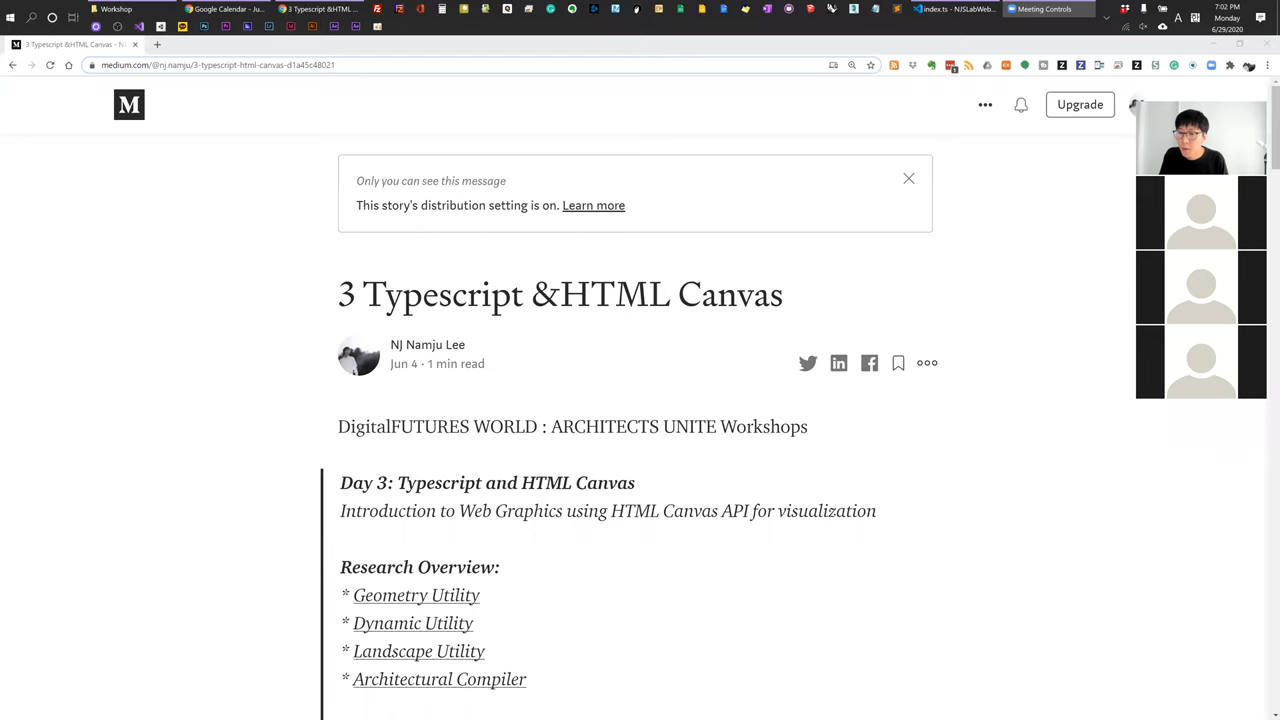 Workshop
Google Calendar - Ju...
3 Typescript &HTML...
index.ts - NJSLabWeb...
Meeting Controls
7:02 PM
Monday
6/29/2020
3 Typescript &HTML Canvas - NJ
medium.com/@nj.namju/3-typescript-html-canvas-d1a45c48021
M
Upgrade
Only you can see this message
This story's distribution setting is on. Learn more
3 Typescript &HTML Canvas
NJ Namju Lee
Jun 4 · 1 min read
DigitalFUTURES WORLD : ARCHITECTS UNITE Workshops
Day 3: Typescript and HTML Canvas
Introduction to Web Graphics using HTML Canvas API for visualization
Research Overview:
* Geometry Utility
* Dynamic Utility
* Landscape Utility
* Architectural Compiler